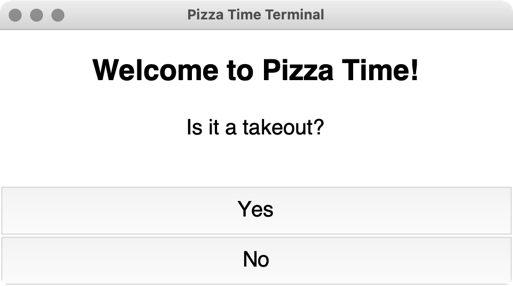 Pizza Time Terminal
Welcome to Pizza Time!
Is it a takeout?
Yes
No